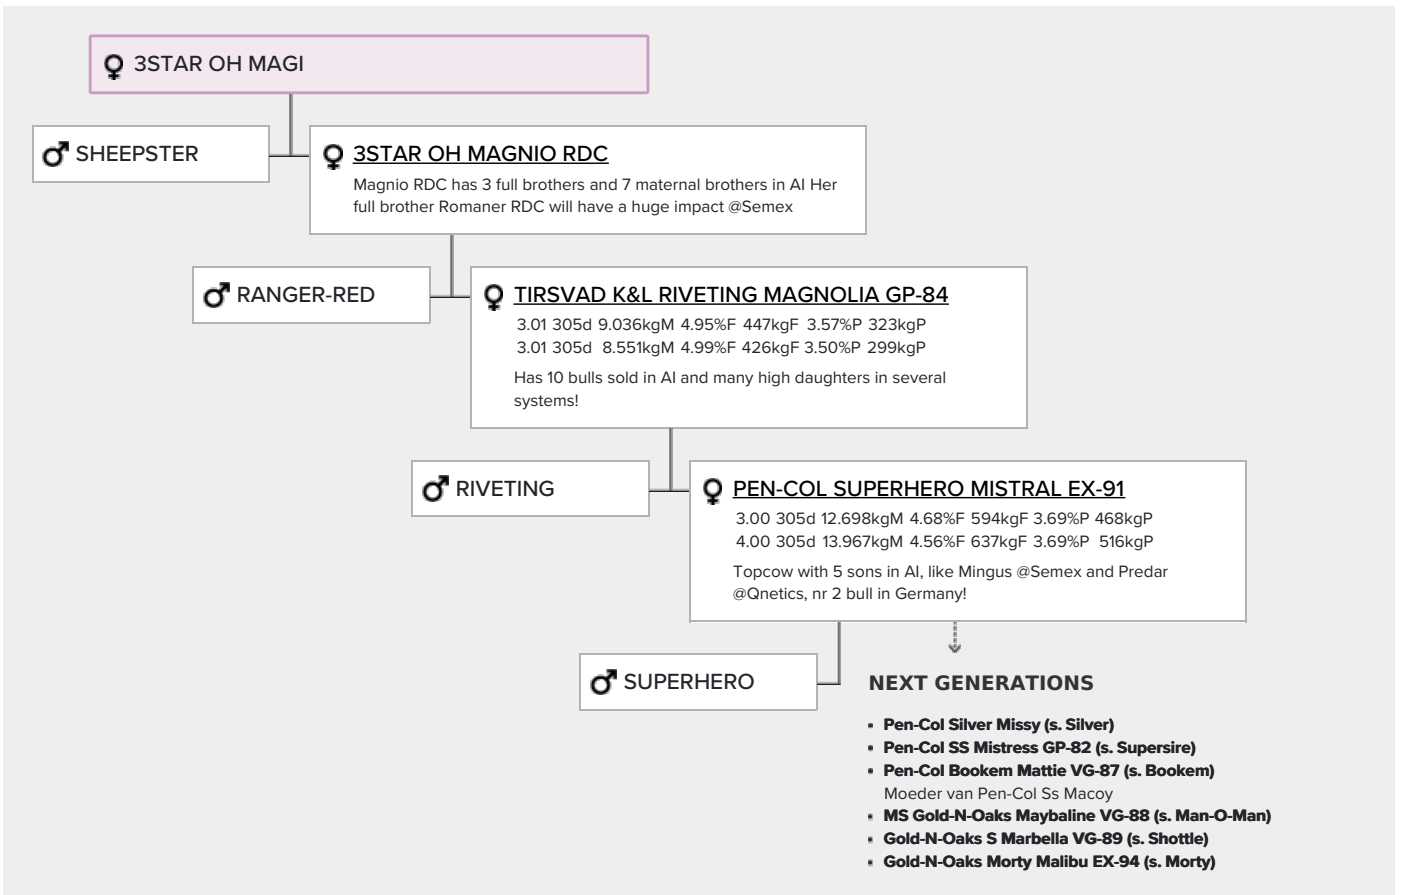 3STAR OH MAGI
SHEEPSTER
3STAR OH MAGNIO RDC
Magnio RDC has 3 full brothers and 7 maternal brothers in AI Her
full brother Romaner RDC will have a huge impact @Semex
RANGER-RED
TIRSVAD K&L RIVETING MAGNOLIA GP-84
3.01 305d 9.036kgM 4.95%F 447kgF 3.57%P 323kgP
3.01 305d 8.551kgM 4.99%F 426kgF 3.50%P 299kgP
Has 10 bulls sold in AI and many high daughters in several
systems!
RIVETING
PEN-COL SUPERHERO MISTRAL EX-91
3.00 305d 12.698kgM 4.68%F 594kgF 3.69%P 468kgP
4.00 305d 13.967kgM 4.56%F 637kgF 3.69%P 516kgP
Topcow with 5 sons in AI, like Mingus @Semex and Predar
@Qnetics, nr 2 bull in Germany!
SUPERHERO
NEXT GENERATIONS
• Pen-Col Silver Missy (s. Silver)
• Pen-Col SS Mistress GP-82 (s. Supersire)
• Pen-Col Bookem Mattie VG-87 (s. Bookem)
Moeder van Pen-Col Ss Macoy
• MS Gold-N-Oaks Maybaline VG-88 (s. Man-O-Man)
• Gold-N-Oaks S Marbella VG-89 (s. Shottle)
• Gold-N-Oaks Morty Malibu EX-94 (s. Morty)